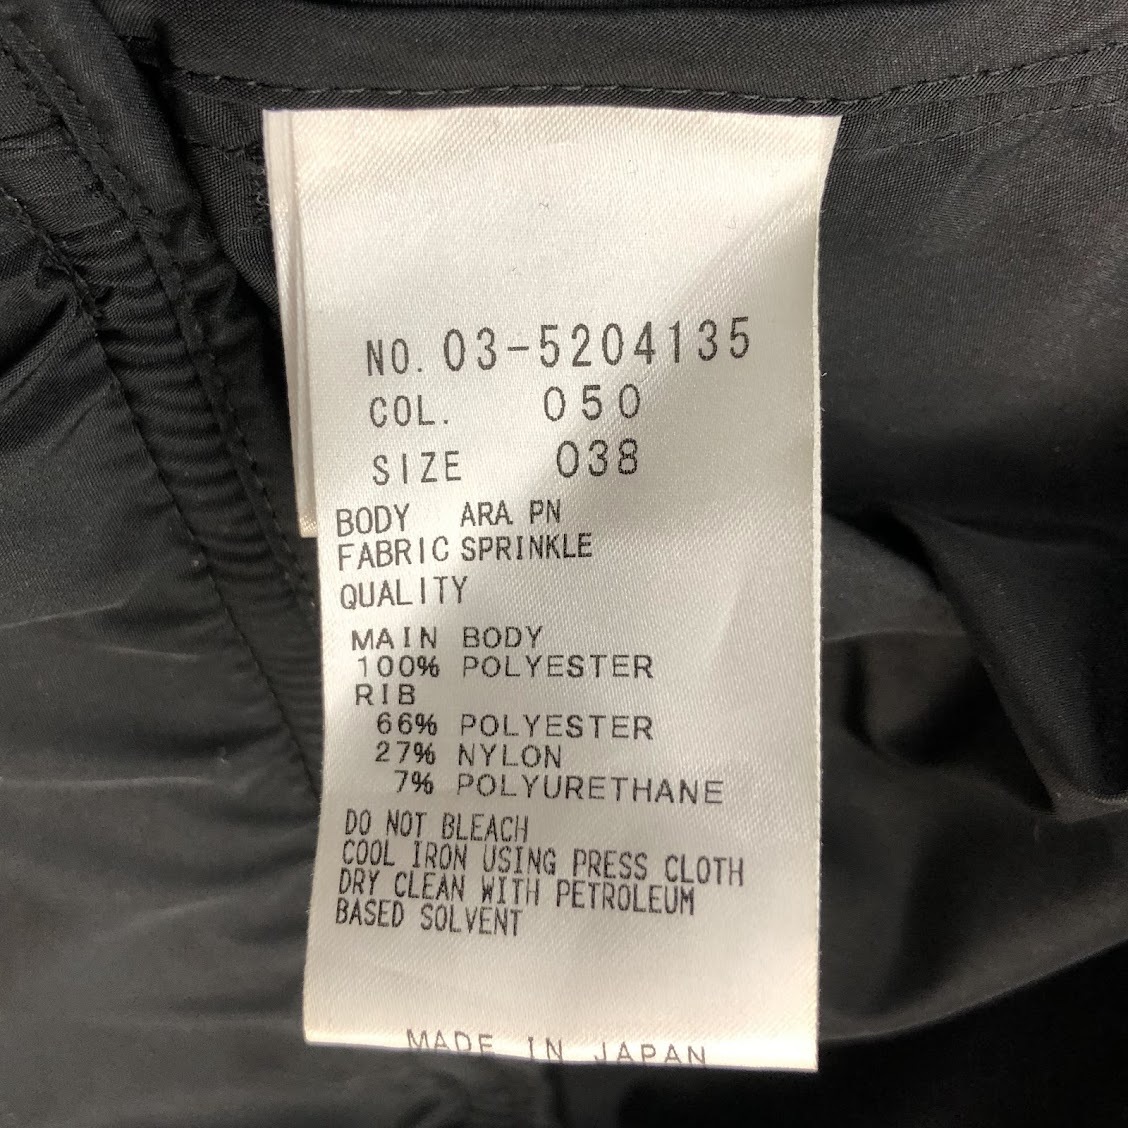 NO. 03-5204135
COL. 050
SIZE 038
BODY ARA PN
FABRIC SPRINKLE
QUALITY
MAIN BODY
100% POLYESTER
RIB
66% POLYESTER
27% NYLON
7% POLYURETHANE
DO NOT BLEACH
COOL IRON USING PRESS CLOTH
DRY CLEAN WITH PETROLEUM
BASED SOLVENT
MADE IN JAPAN